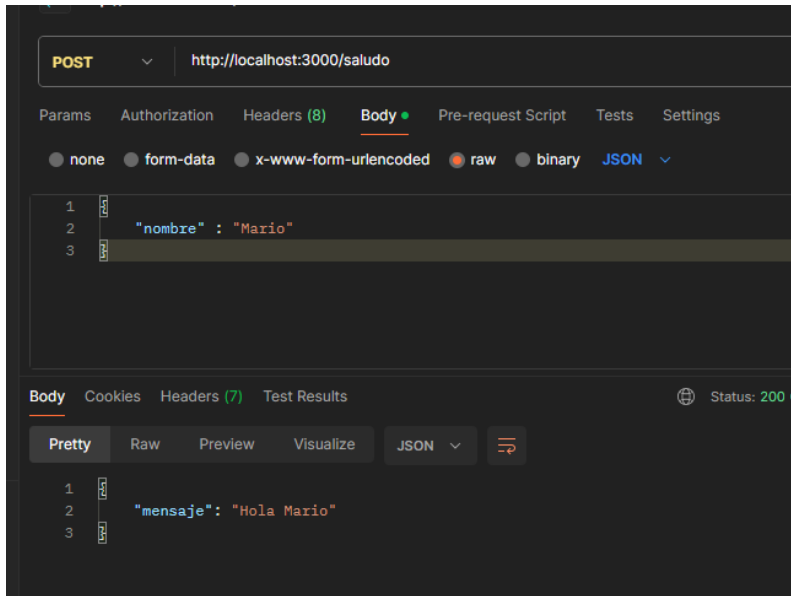 POST http://localhost:3000/saludo
Params Authorization Headers (8) Body Pre-request Script Tests Settings
none form-data x-www-form-urlencoded raw binary JSON
1 {
2 "nombre" : "Mario"
3 }
Body Cookies Headers (7) Test Results Status: 200
Pretty Raw Preview Visualize JSON
1 {
2 "mensaje": "Hola Mario"
3 }